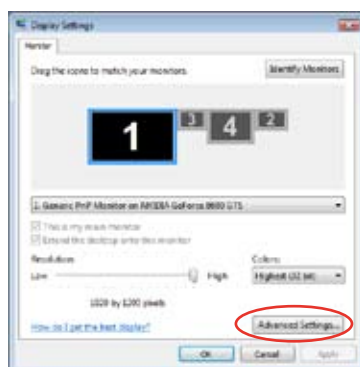 Display Settings
Monitor
Drag the icons to match your monitors.
Identify Monitors
1
3
4
2
1. Generic PnP Monitor on NVIDIA GeForce 8600 GTS
This is my main monitor
Extend the desktop onto this monitor
Resolution:
Low
High
Colors:
Highest (32 bit)
by 1200 pixels
How do I get the best display?
Advanced Settings...
OK
Cancel
Apply